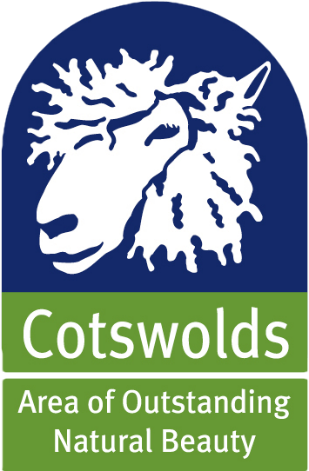 Cotswolds
Area of Outstanding
Natural Beauty